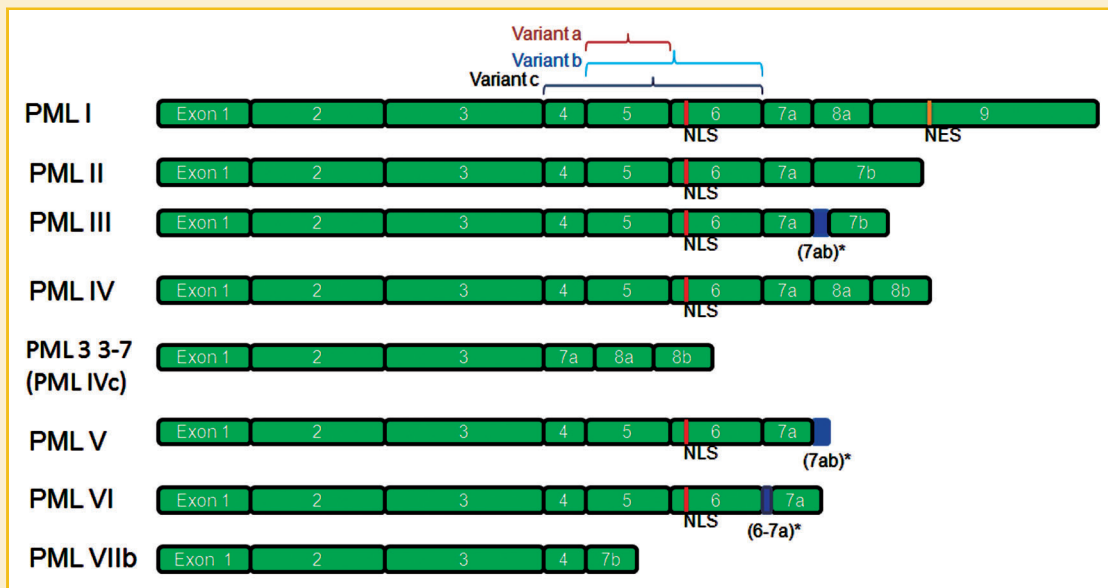 Variant a
Variant b
Variant c
PML I Exon 1 2 3 4 5 6 7a 8a 9
NLS NES
PML II Exon 1 2 3 4 5 6 7a 7b
NLS
PML III Exon 1 2 3 4 5 6 7a 7b
NLS (7ab)*
PML IV Exon 1 2 3 4 5 6 7a 8a 8b
NLS
PML 3 3-7
(PML IVc) Exon 1 2 3 7a 8a 8b
PML V Exon 1 2 3 4 5 6 7a
NLS (7ab)*
PML VI Exon 1 2 3 4 5 6 7a
NLS (6-7a)*
PML VIIb Exon 1 2 3 4 7b